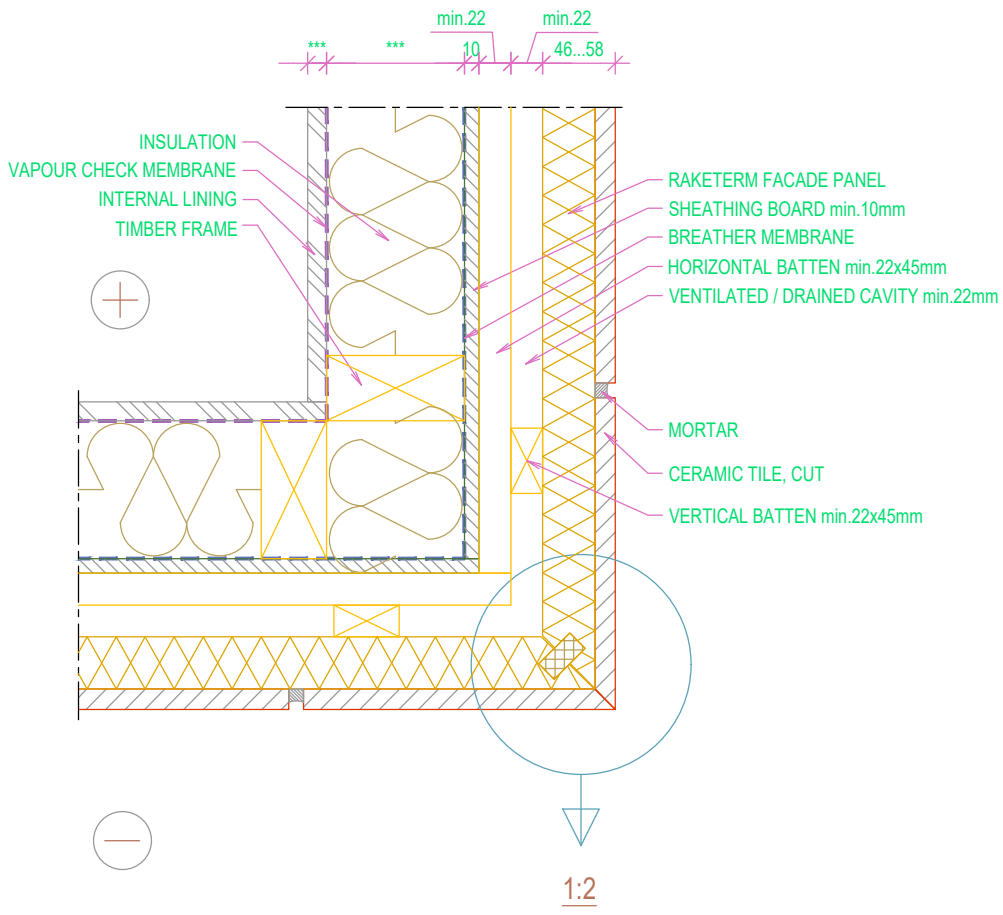 min.22 min.22
*** *** 10 46...58
INSULATION
VAPOUR CHECK MEMBRANE
INTERNAL LINING
TIMBER FRAME
RAKETERM FACADE PANEL
SHEATHING BOARD min.10mm
BREATHER MEMBRANE
HORIZONTAL BATTEN min.22x45mm
VENTILATED / DRAINED CAVITY min.22mm
MORTAR
CERAMIC TILE, CUT
VERTICAL BATTEN min.22x45mm
1:2